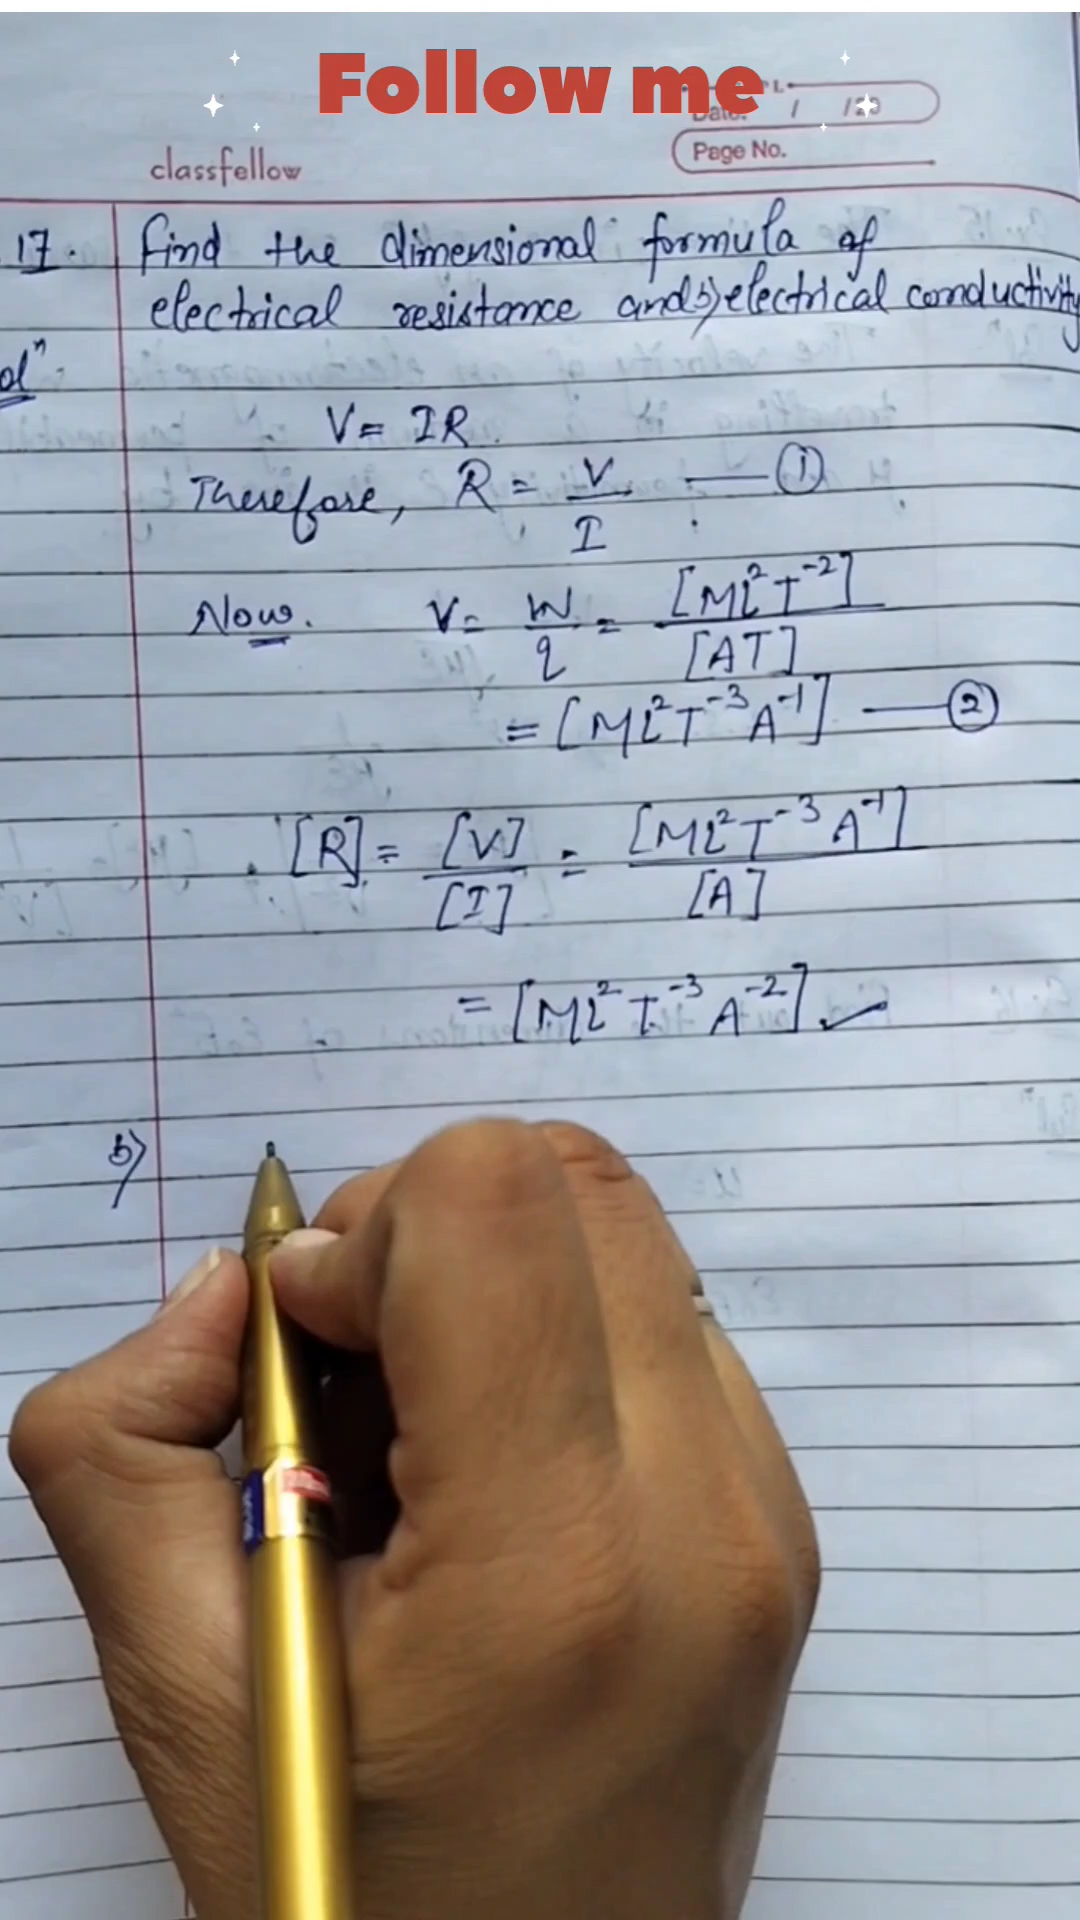 Follow me
Date. / /20
Page No.
classfellow
17. find the dimensional formula of
electrical resistance and b) electrical conductivity
V = IR.
Therefore, R = V/I —— ①
Now. V = W/q = [ML²T⁻²]/[AT]
= [ML²T⁻³A⁻¹] —— ②
[R] = [V]/[I] = [ML²T⁻³A⁻¹]/[A]
= [ML²T⁻³A⁻²]
b)